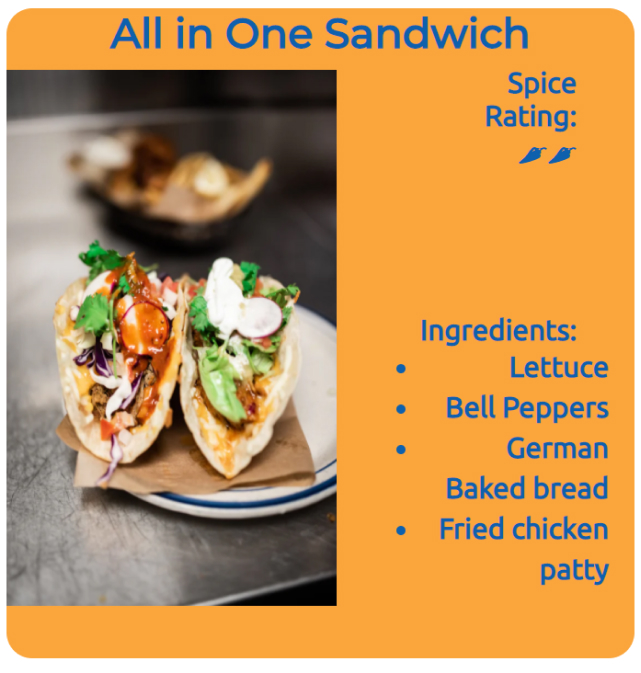 All in One Sandwich
Spice
Rating:
🌶🌶
Ingredients:
• Lettuce
• Bell Peppers
• German
Baked bread
• Fried chicken
patty